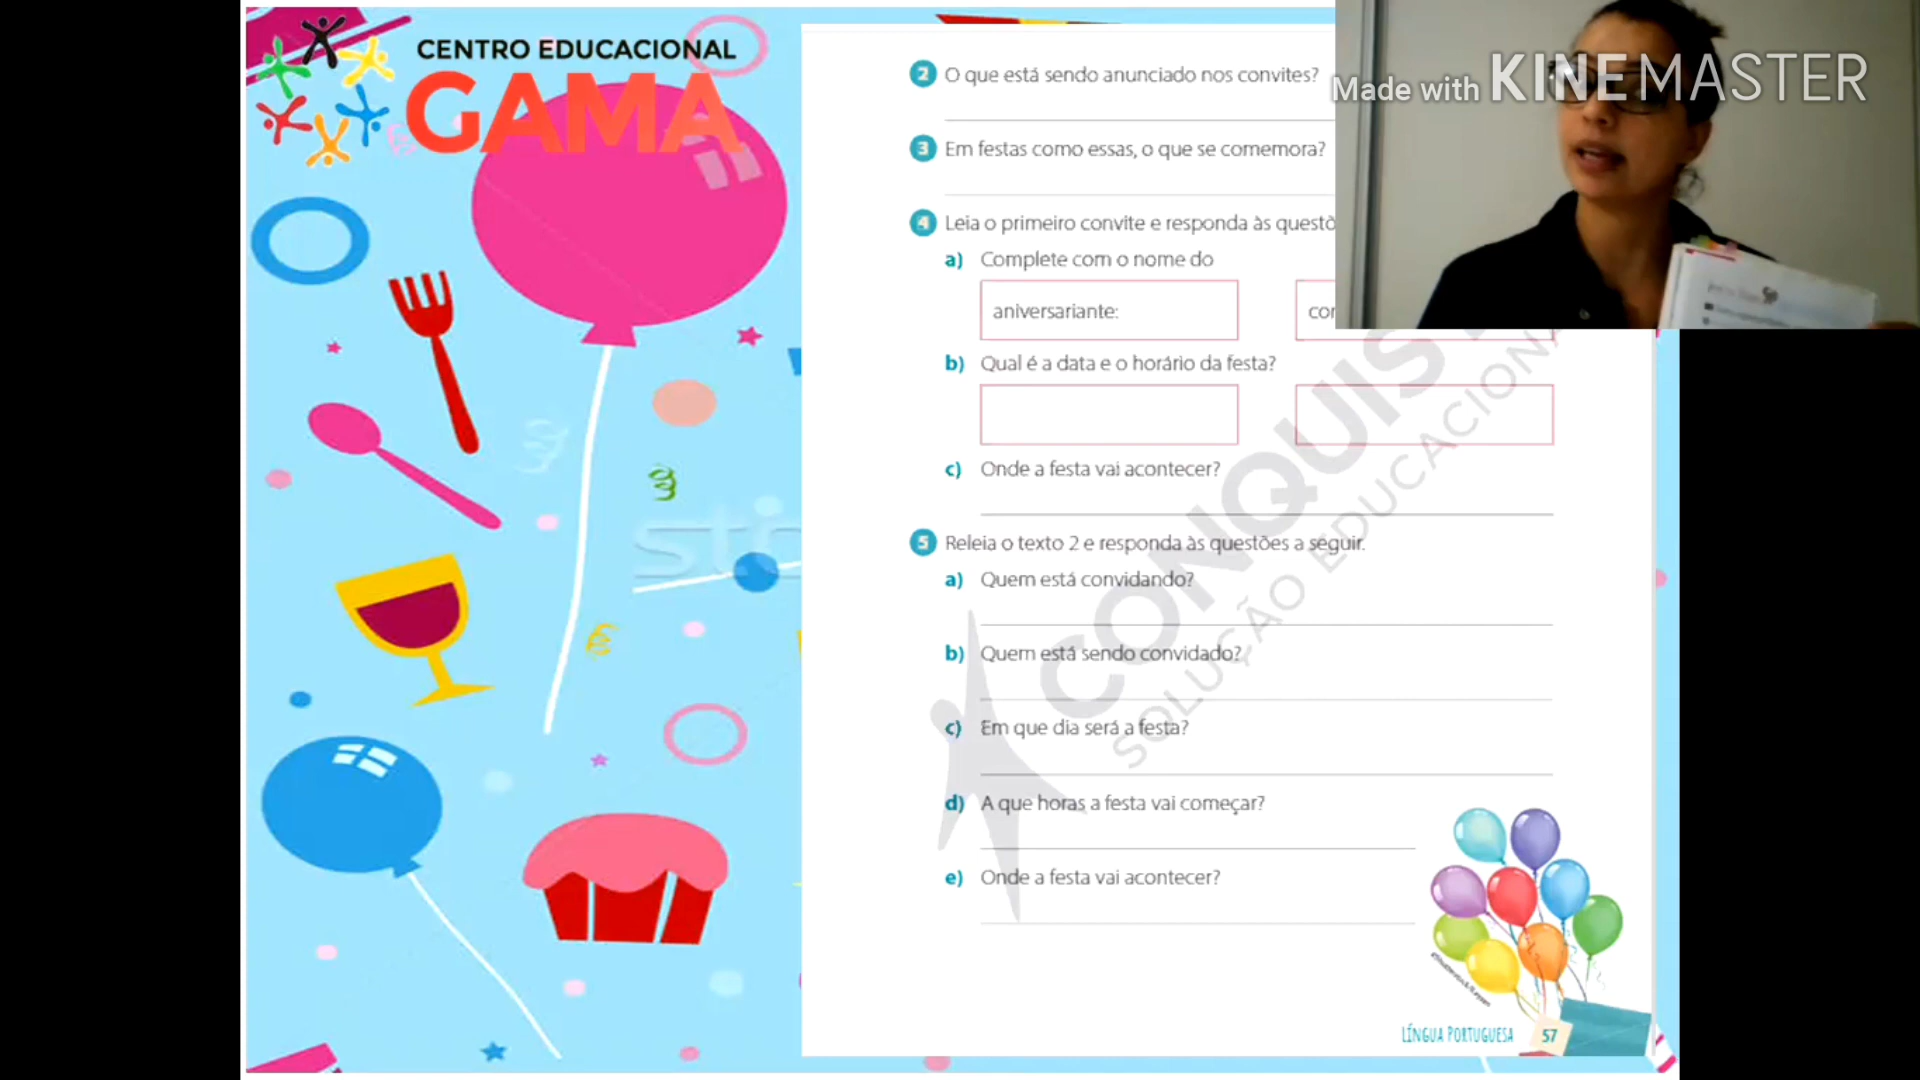 CENTRO EDUCACIONAL
GAMA
Made with KINEMASTER
2 O que está sendo anunciado nos convites?
3 Em festas como essas, o que se comemora?
4 Leia o primeiro convite e responda às questõ
a) Complete com o nome do
aniversariante:
b) Qual é a data e o horário da festa?
c) Onde a festa vai acontecer?
5 Releia o texto 2 e responda às questões a seguir.
a) Quem está convidando?
b) Quem está sendo convidado?
c) Em que dia será a festa?
d) A que horas a festa vai começar?
e) Onde a festa vai acontecer?
CONQUIS
SOLUÇÃO EDUCACIONA
LÍNGUA PORTUGUESA 57